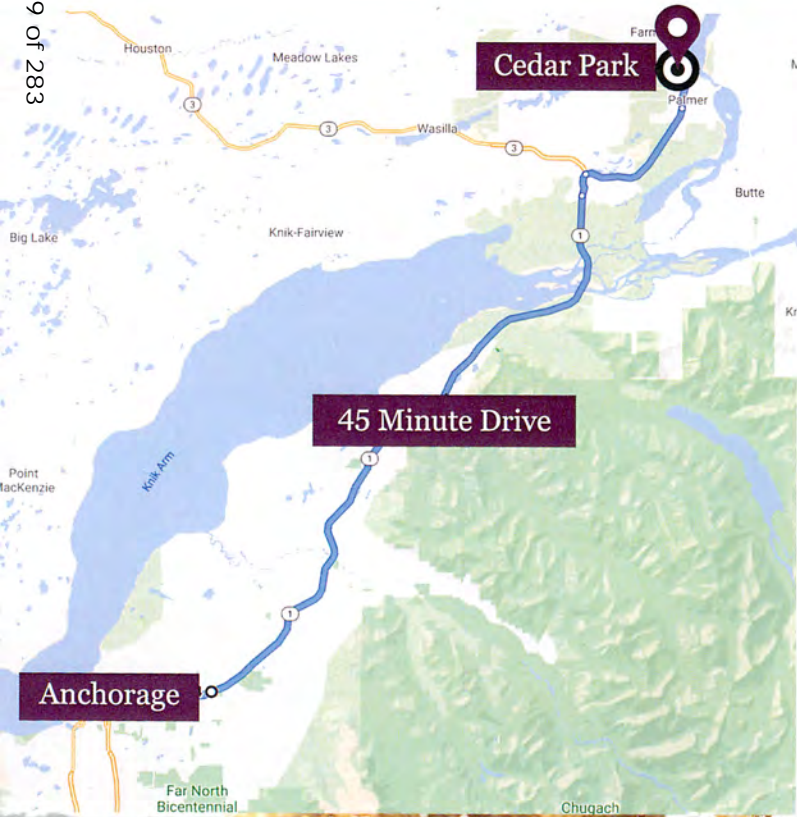 9 of 283
Houston
Meadow Lakes
Farm
Cedar Park
Palmer
3
3
Wasilla
3
Butte
Big Lake
Knik-Fairview
1
45 Minute Drive
1
Point
MacKenzie
Knik Arm
1
Anchorage
Far North
Bicentennial
Chugach